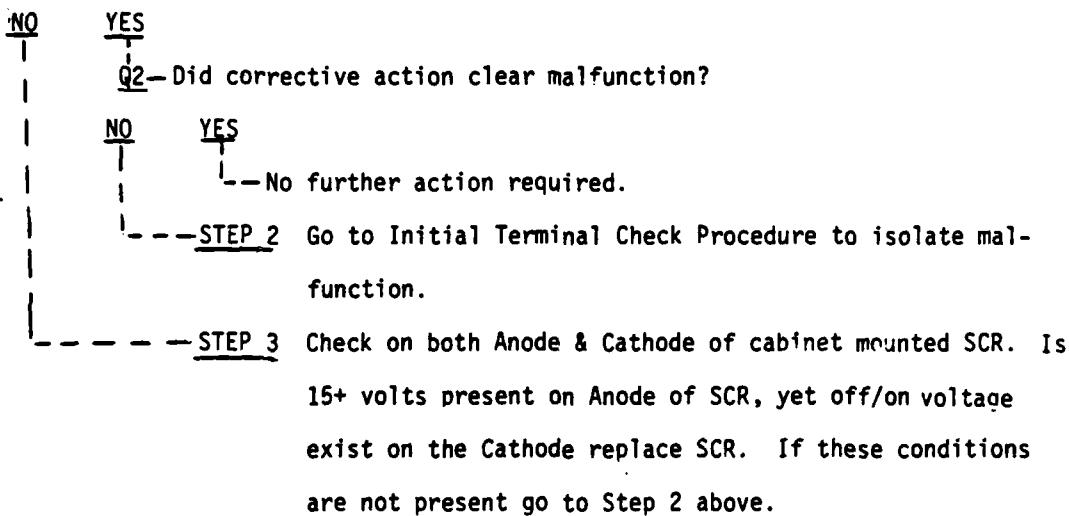 NO YES
Q2—Did corrective action clear malfunction?
NO YES
No further action required.
STEP 2 Go to Initial Terminal Check Procedure to isolate mal-
function.
STEP 3 Check on both Anode & Cathode of cabinet mounted SCR. Is
15+ volts present on Anode of SCR, yet off/on voltage
exist on the Cathode replace SCR. If these conditions
are not present go to Step 2 above.